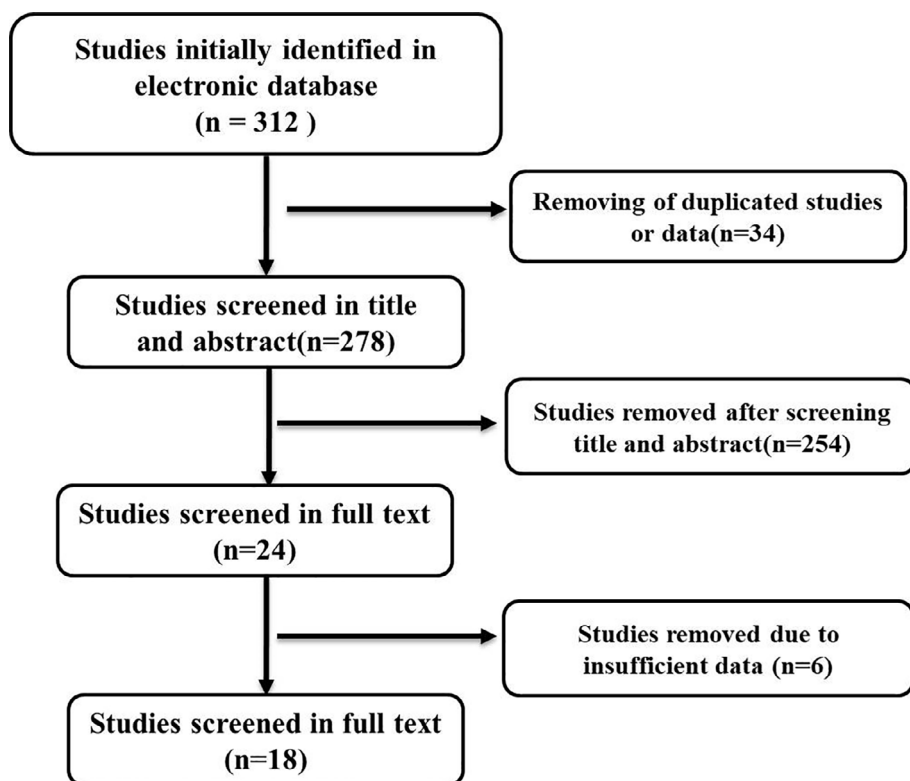 Studies initially identified in
electronic database
(n = 312 )
Removing of duplicated studies
or data(n=34)
Studies screened in title
and abstract(n=278)
Studies removed after screening
title and abstract(n=254)
Studies screened in full text
(n=24)
Studies removed due to
insufficient data (n=6)
Studies screened in full text
(n=18)